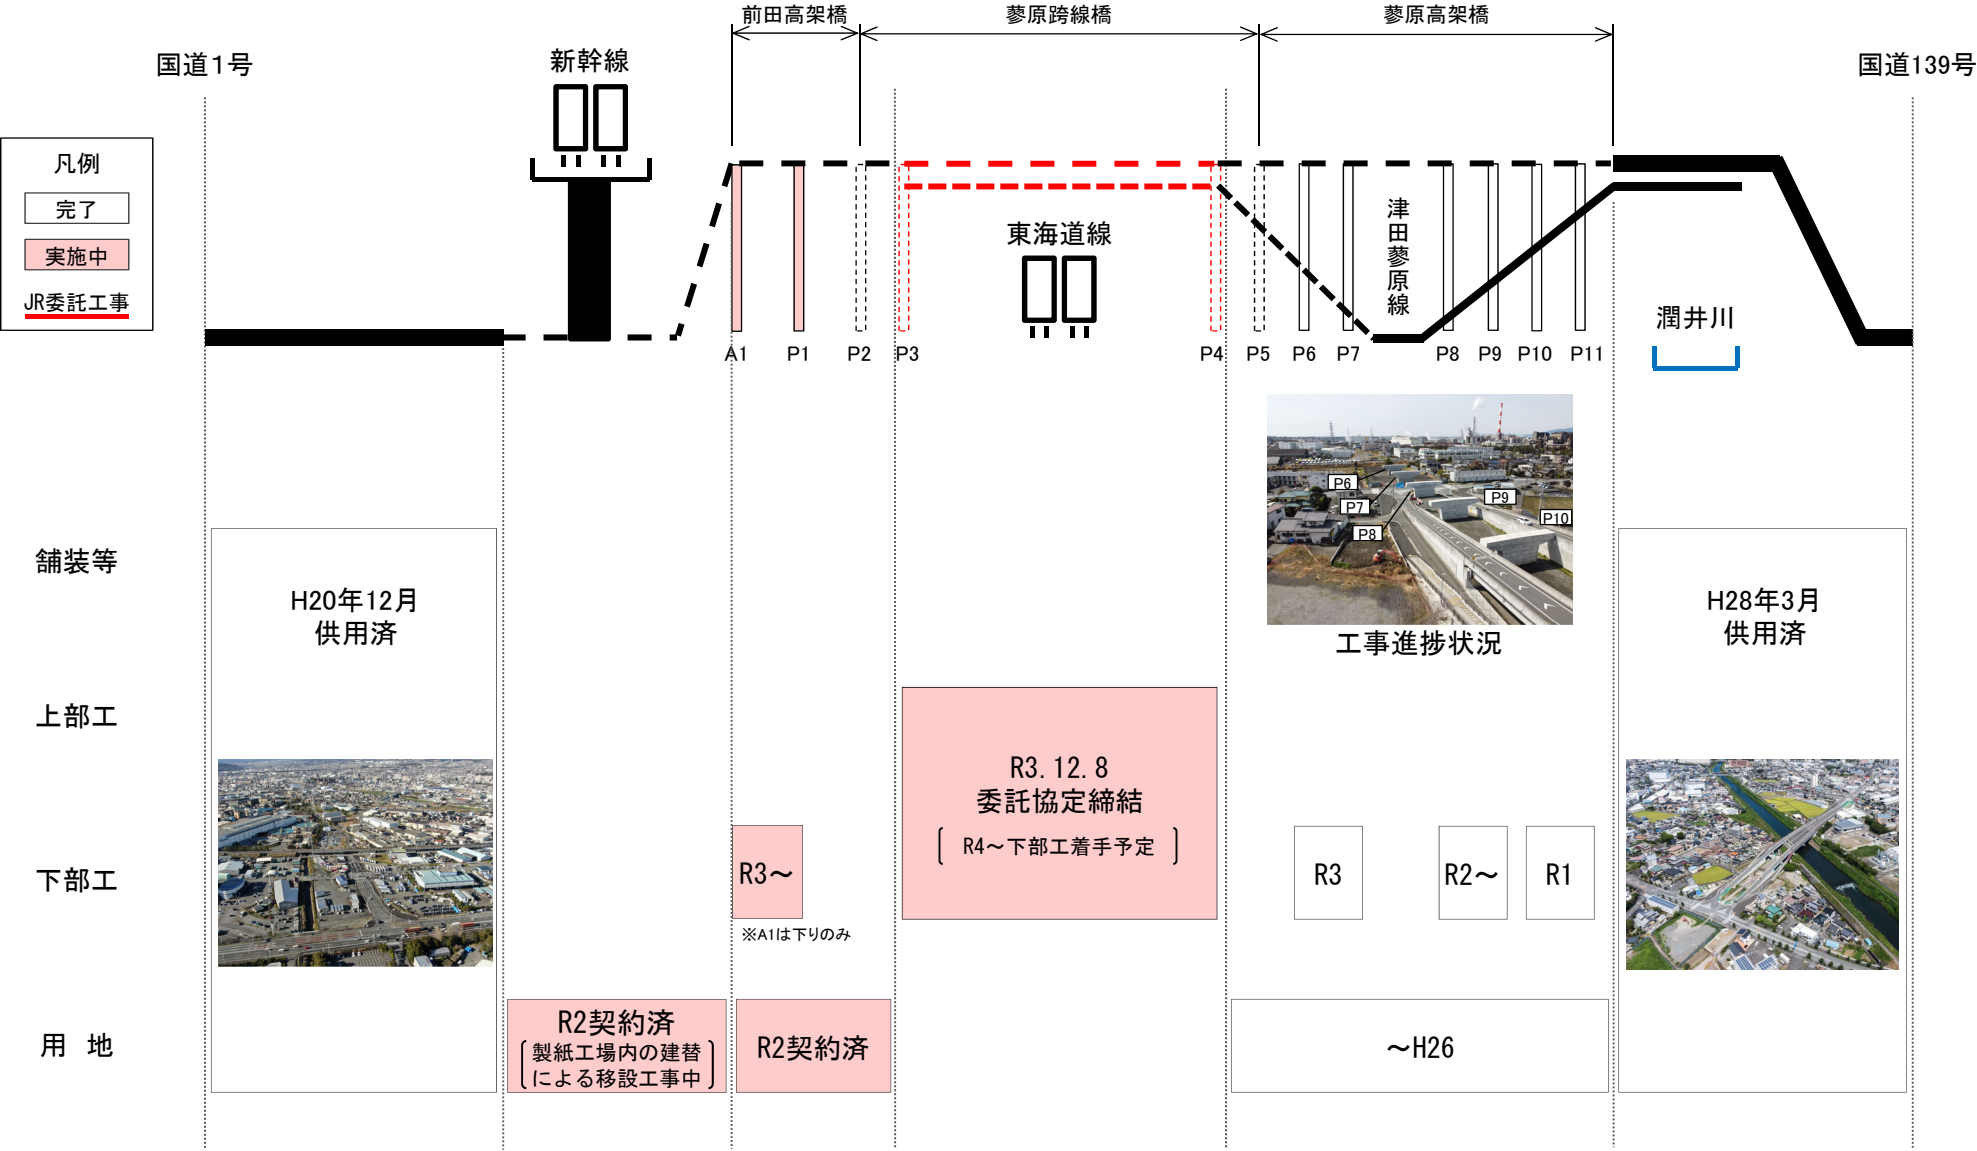 前田高架橋
蓼原跨線橋
蓼原高架橋
国道1号
新幹線
国道139号
凡例
完了
実施中
JR委託工事
東海道線
津田蓼原線
潤井川
A1
P1
P2
P3
P4
P5
P6
P7
P8
P9
P10
P11
P6
P7
P8
P9
P10
工事進捗状況
舗装等
H20年12月
供用済
H28年3月
供用済
上部工
R3.12.8
委託協定締結
R4～下部工着手予定
下部工
R3～
※A1は下りのみ
R3
R2～
R1
用 地
R2契約済
製紙工場内の建替
による移設工事中
R2契約済
～H26